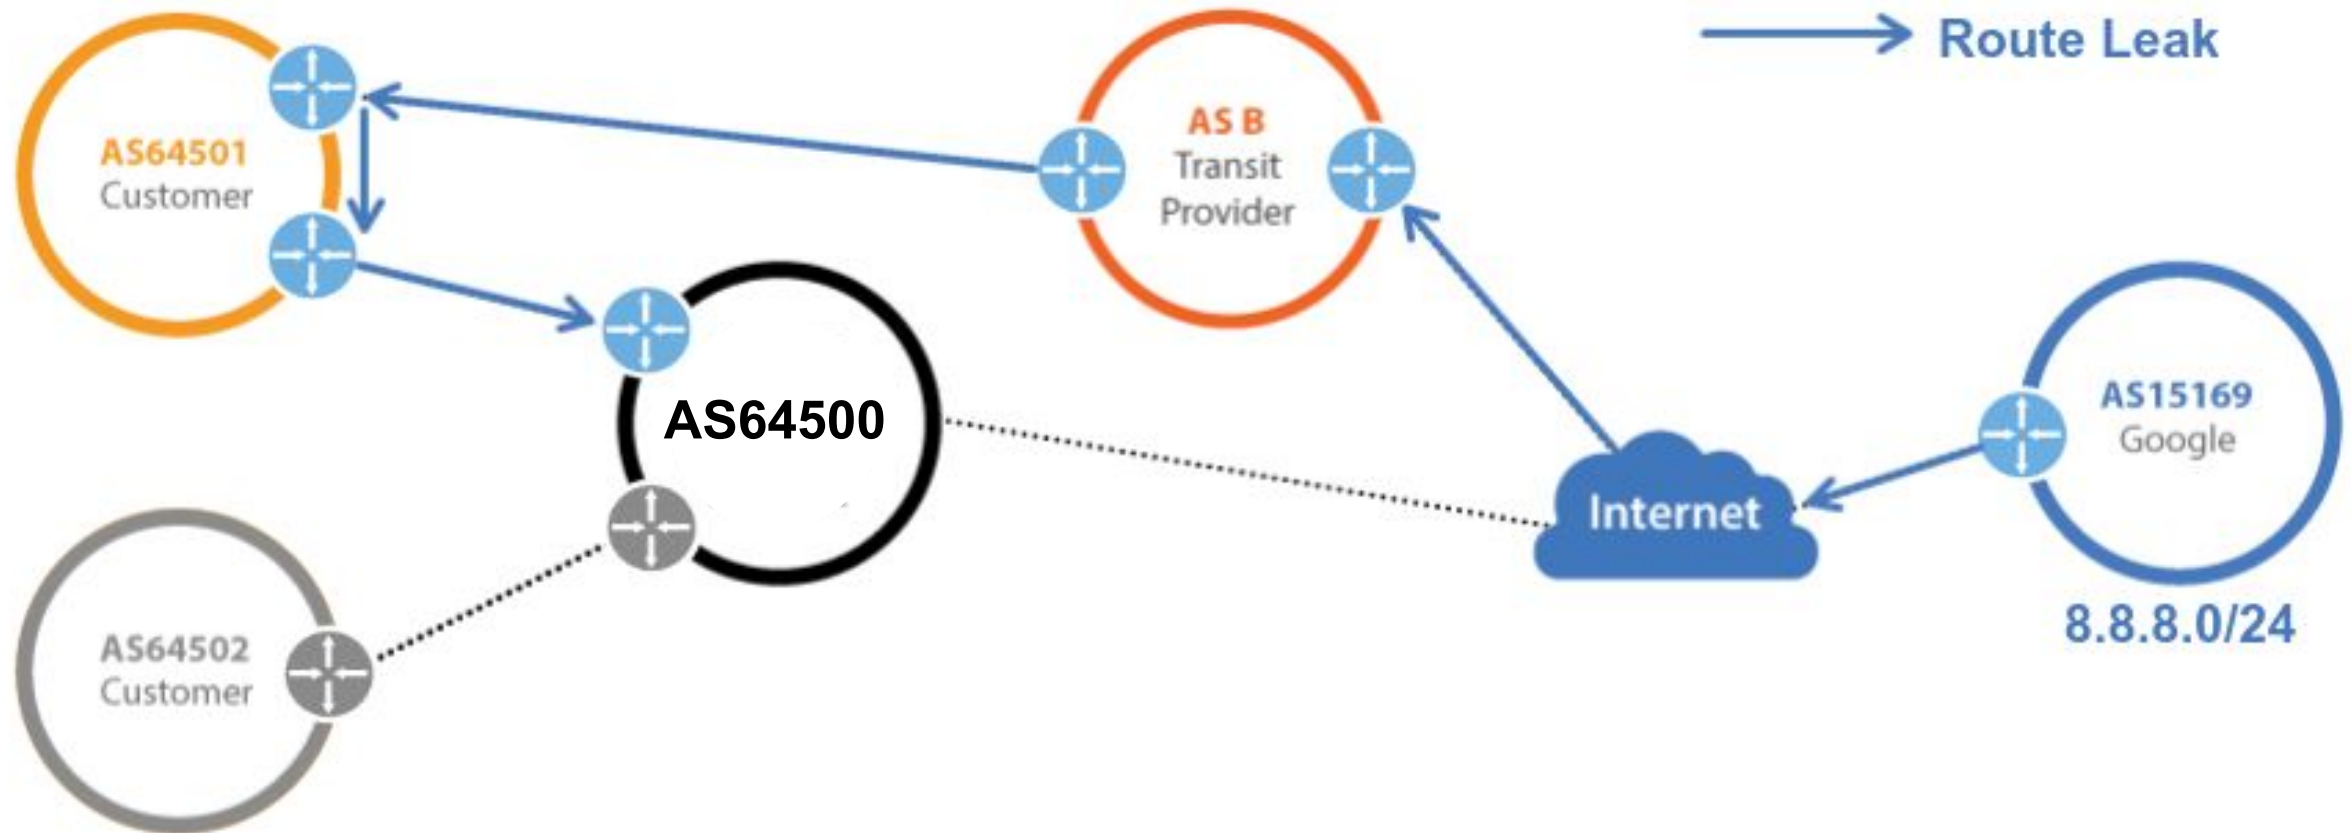 Route Leak
AS64501
Customer
AS B
Transit
Provider
AS64500
AS15169
Google
Internet
8.8.8.0/24
AS64502
Customer